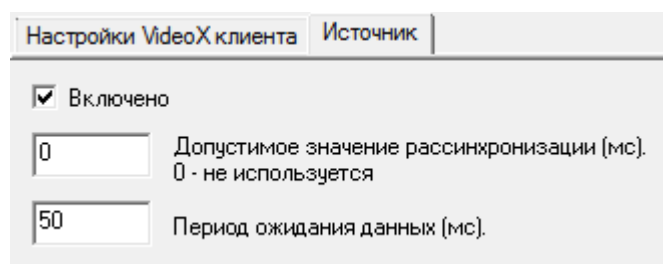 Настройки VideoX клиента Источник
Включено
0 Допустимое значение рассинхронизации (мс).
0 - не используется
50 Период ожидания данных (мс).